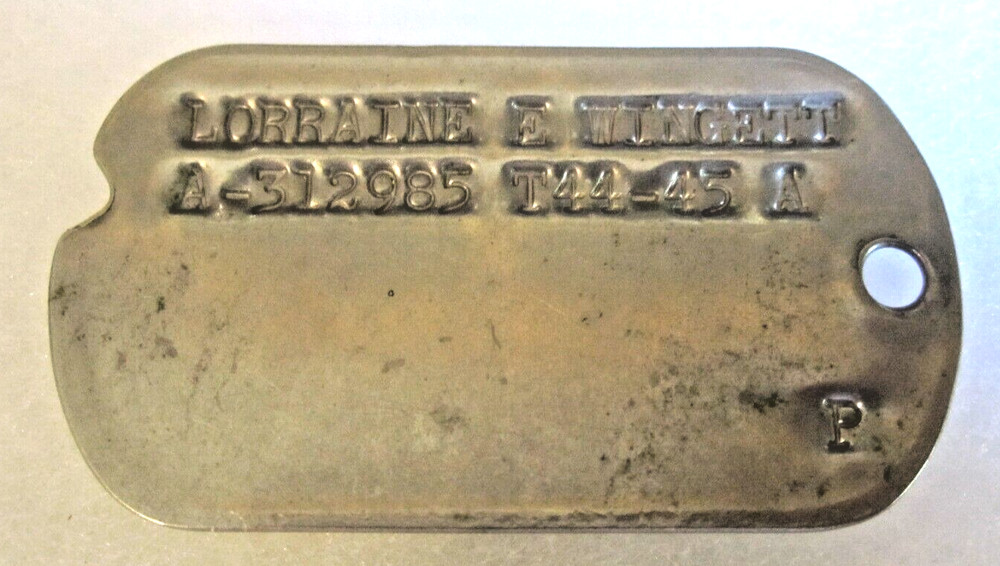 LORRAINE E WINGETT
A-312985 T44-45 A
P